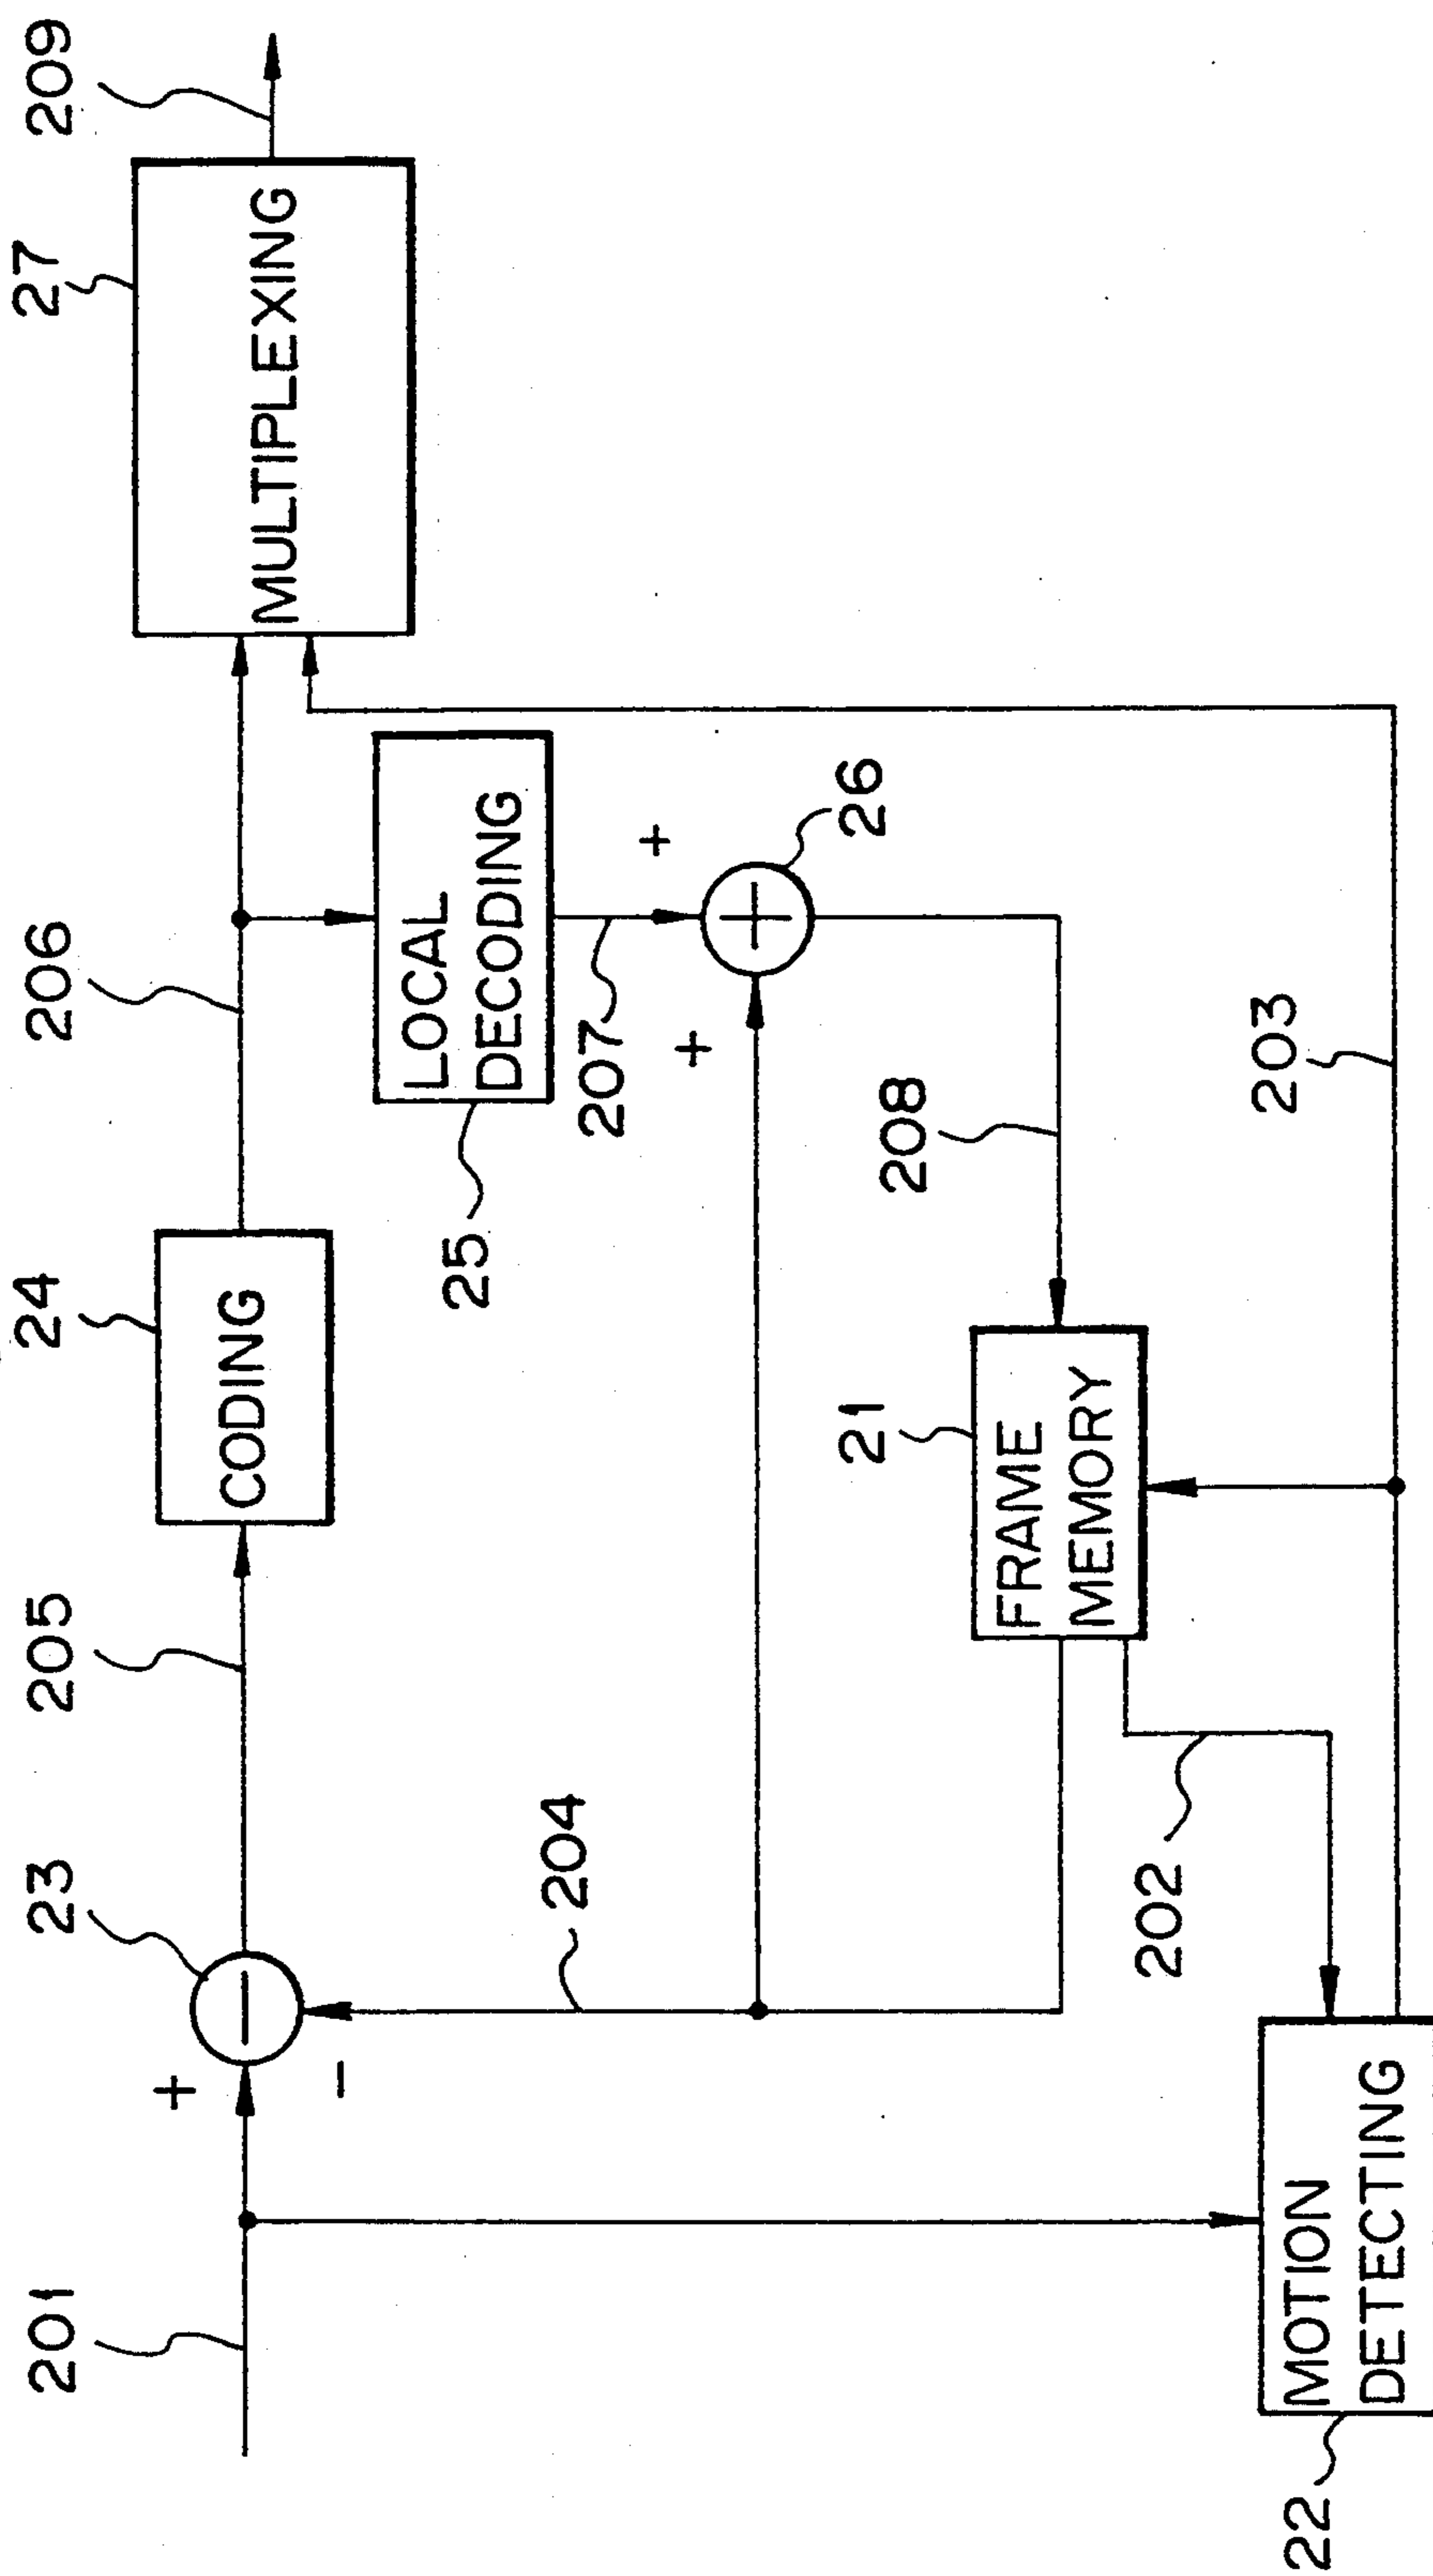 201
23
205
24
206
27
209
+
−
−
CODING
MULTIPLEXING
LOCAL
DECODING
25
207
+
+
+
26
204
21
208
FRAME
MEMORY
202
203
MOTION
DETECTING
22